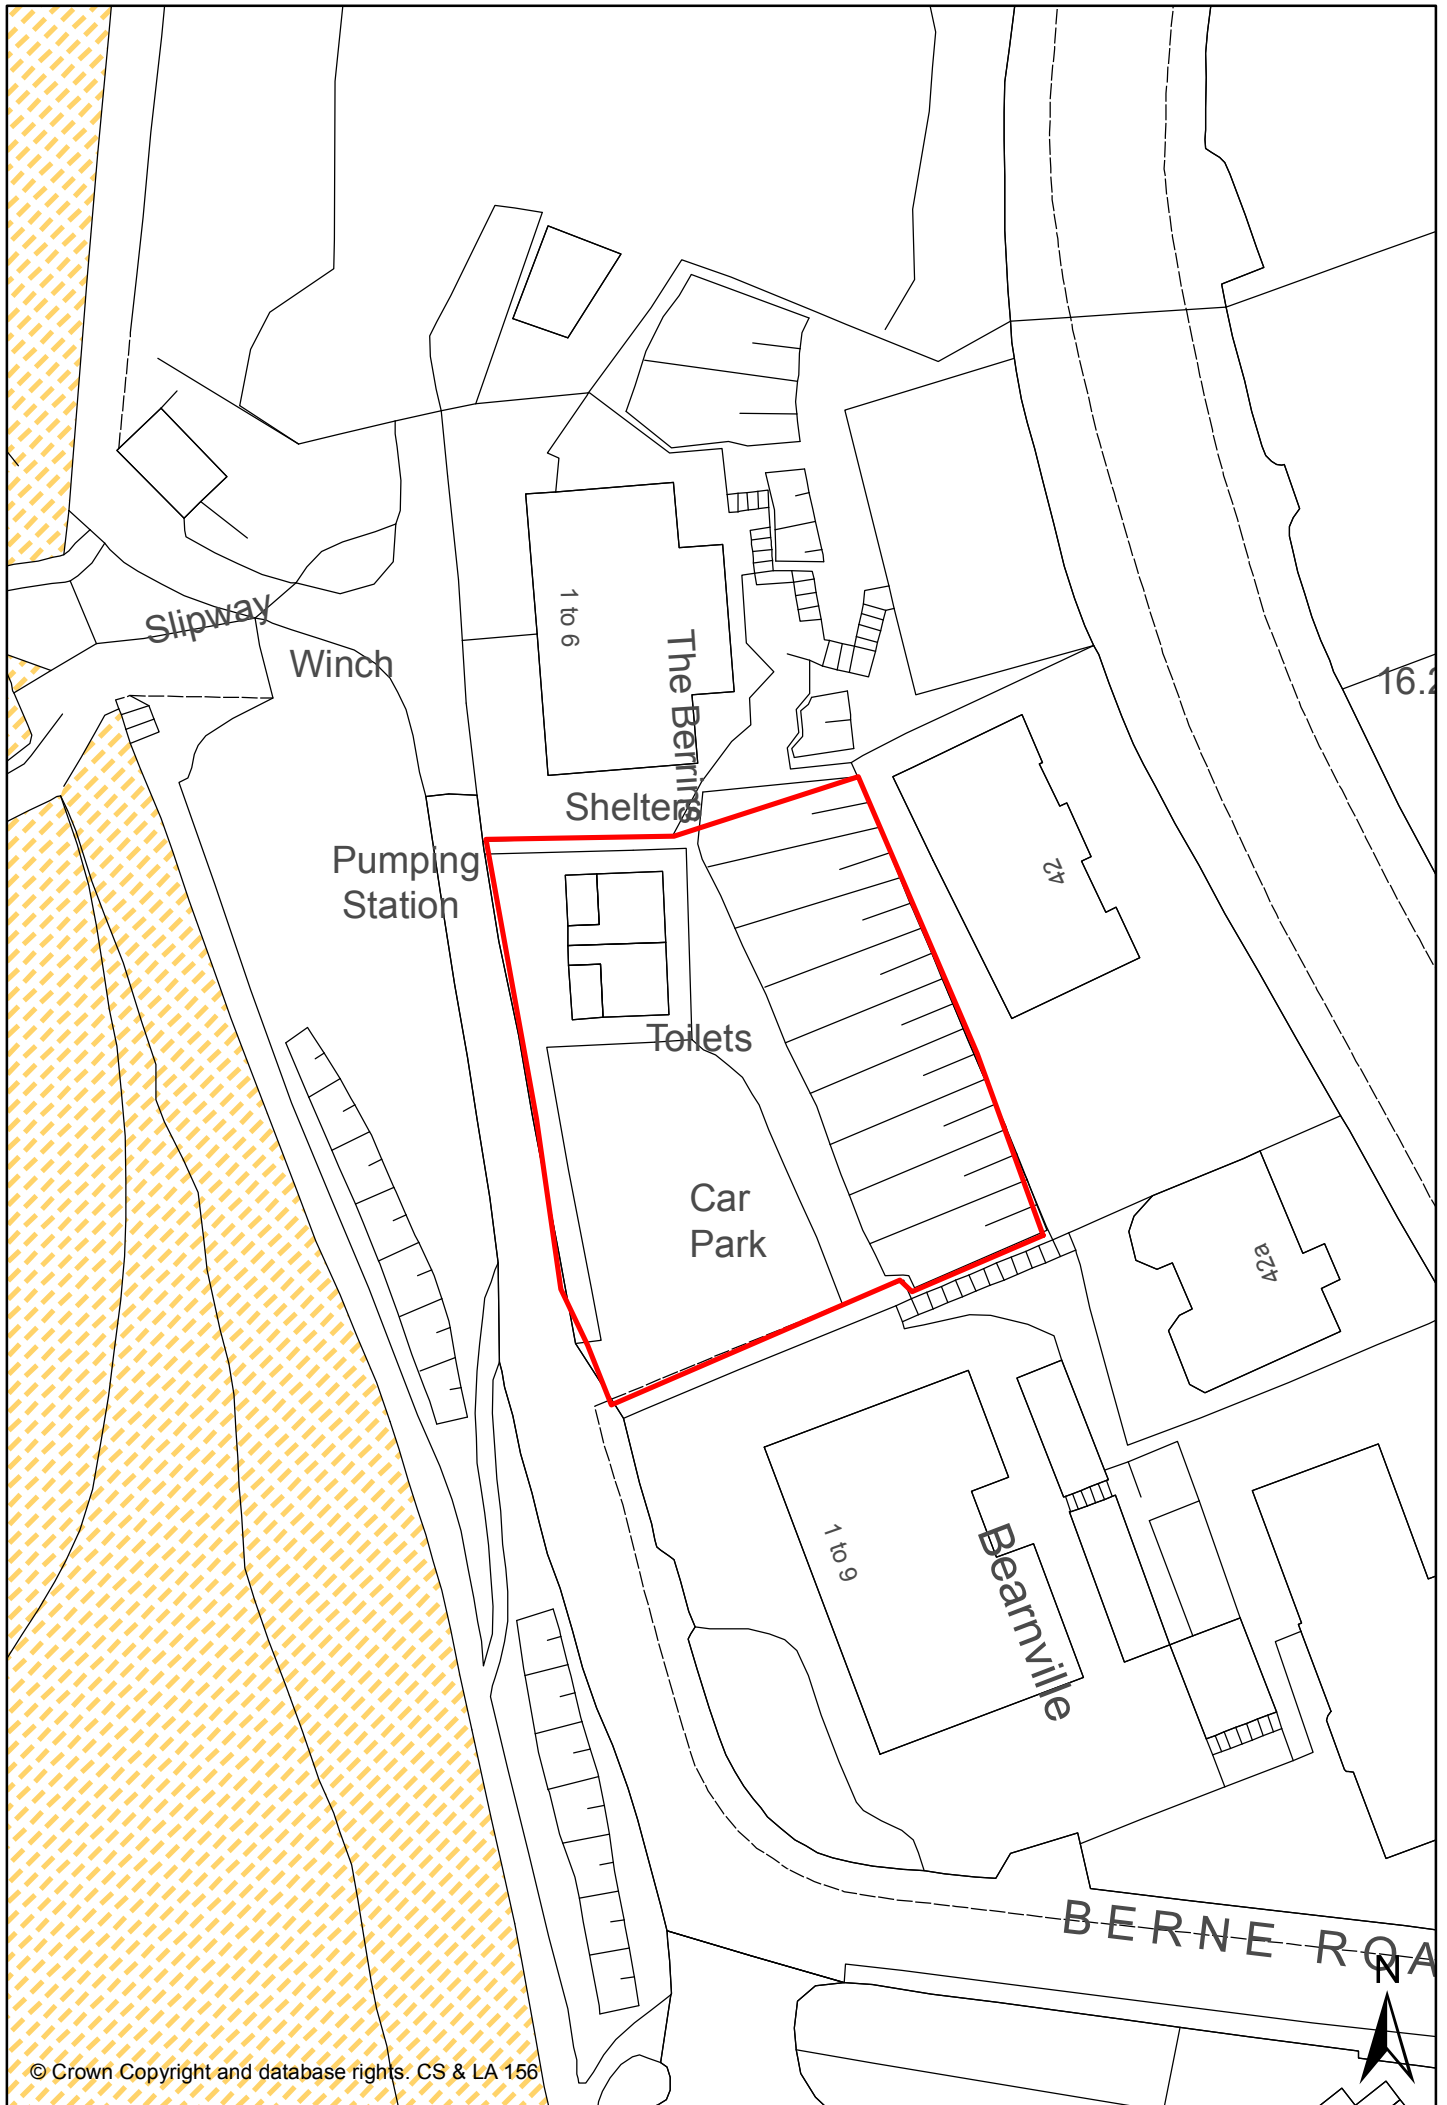 Slipway
Winch
1 to 6
The Berrins
16.2
Shelters
Pumping
Station
42
Toilets
Car
Park
42a
1 to 9
Bearnville
BERNE ROA
N
© Crown Copyright and database rights. CS & LA 156